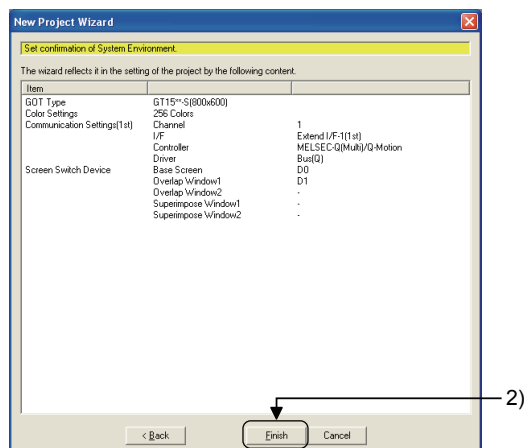 New Project Wizard
Set confirmation of System Environment.
The wizard reflects it in the setting of the project by the following content.
Item
GOT Type GT15**-S(800x600)
Color Settings 256 Colors
Communication Settings(1st) Channel 1
I/F Extend I/F-1(1st)
Controller MELSEC-Q(Multi)/Q-Motion
Driver Bus(Q)
Screen Switch Device Base Screen D0
Overlap Window1 D1
Overlap Window2 -
Superimpose Window1 -
Superimpose Window2 -
2)
< Back Finish Cancel